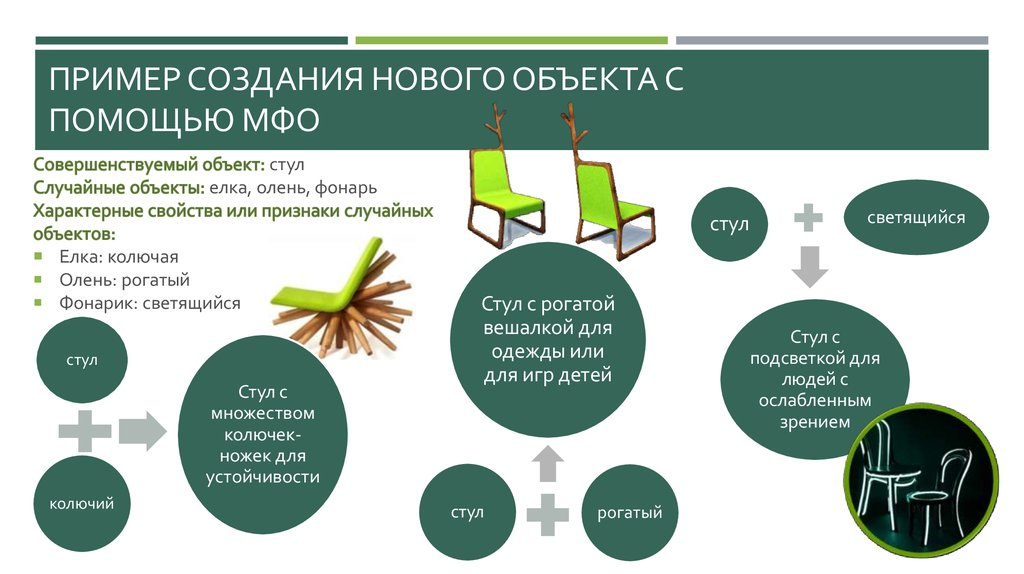 ПРИМЕР СОЗДАНИЯ НОВОГО ОБЪЕКТА С
ПОМОЩЬЮ МФО
Совершенствуемый объект: стул
Случайные объекты: елка, олень, фонарь
Характерные свойства или признаки случайных
объектов:
Елка: колючая
Олень: рогатый
Фонарик: светящийся
стул
колючий
Стул с
множеством
колючек-
ножек для
устойчивости
Стул с рогатой
вешалкой для
одежды или
для игр детей
стул
рогатый
стул
светящийся
Стул с
подсветкой для
людей с
ослабленным
зрением